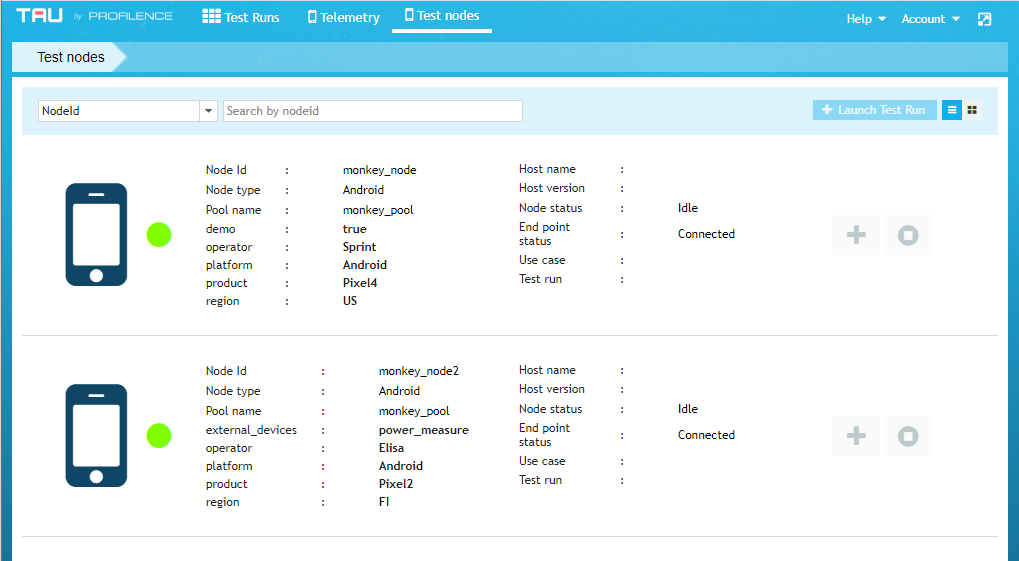 TAU by PROFILENCE Test Runs Telemetry Test nodes Help Account
Test nodes
NodeId Search by nodeid Launch Test Run
Node Id : monkey_node
Node type : Android
Pool name : monkey_pool
demo : true
operator : Sprint
platform : Android
product : Pixel4
region : US
Host name :
Host version :
Node status : Idle
End point
status : Connected
Use case :
Test run :
Node Id : monkey_node2
Node type : Android
Pool name : monkey_pool
external_devices : power_measure
operator : Elisa
platform : Android
product : Pixel2
region : FI
Host name :
Host version :
Node status : Idle
End point
status : Connected
Use case :
Test run :